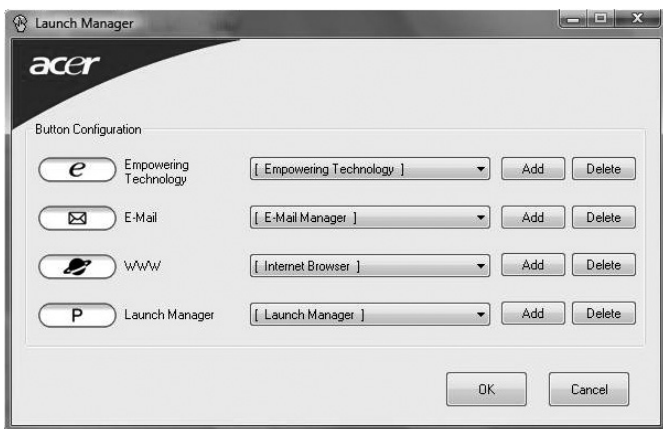 Launch Manager
acer
Button Configuration
e Empowering Technology [ Empowering Technology ] Add Delete
E-Mail [ E-Mail Manager ] Add Delete
WWW [ Internet Browser ] Add Delete
P Launch Manager [ Launch Manager ] Add Delete
OK Cancel